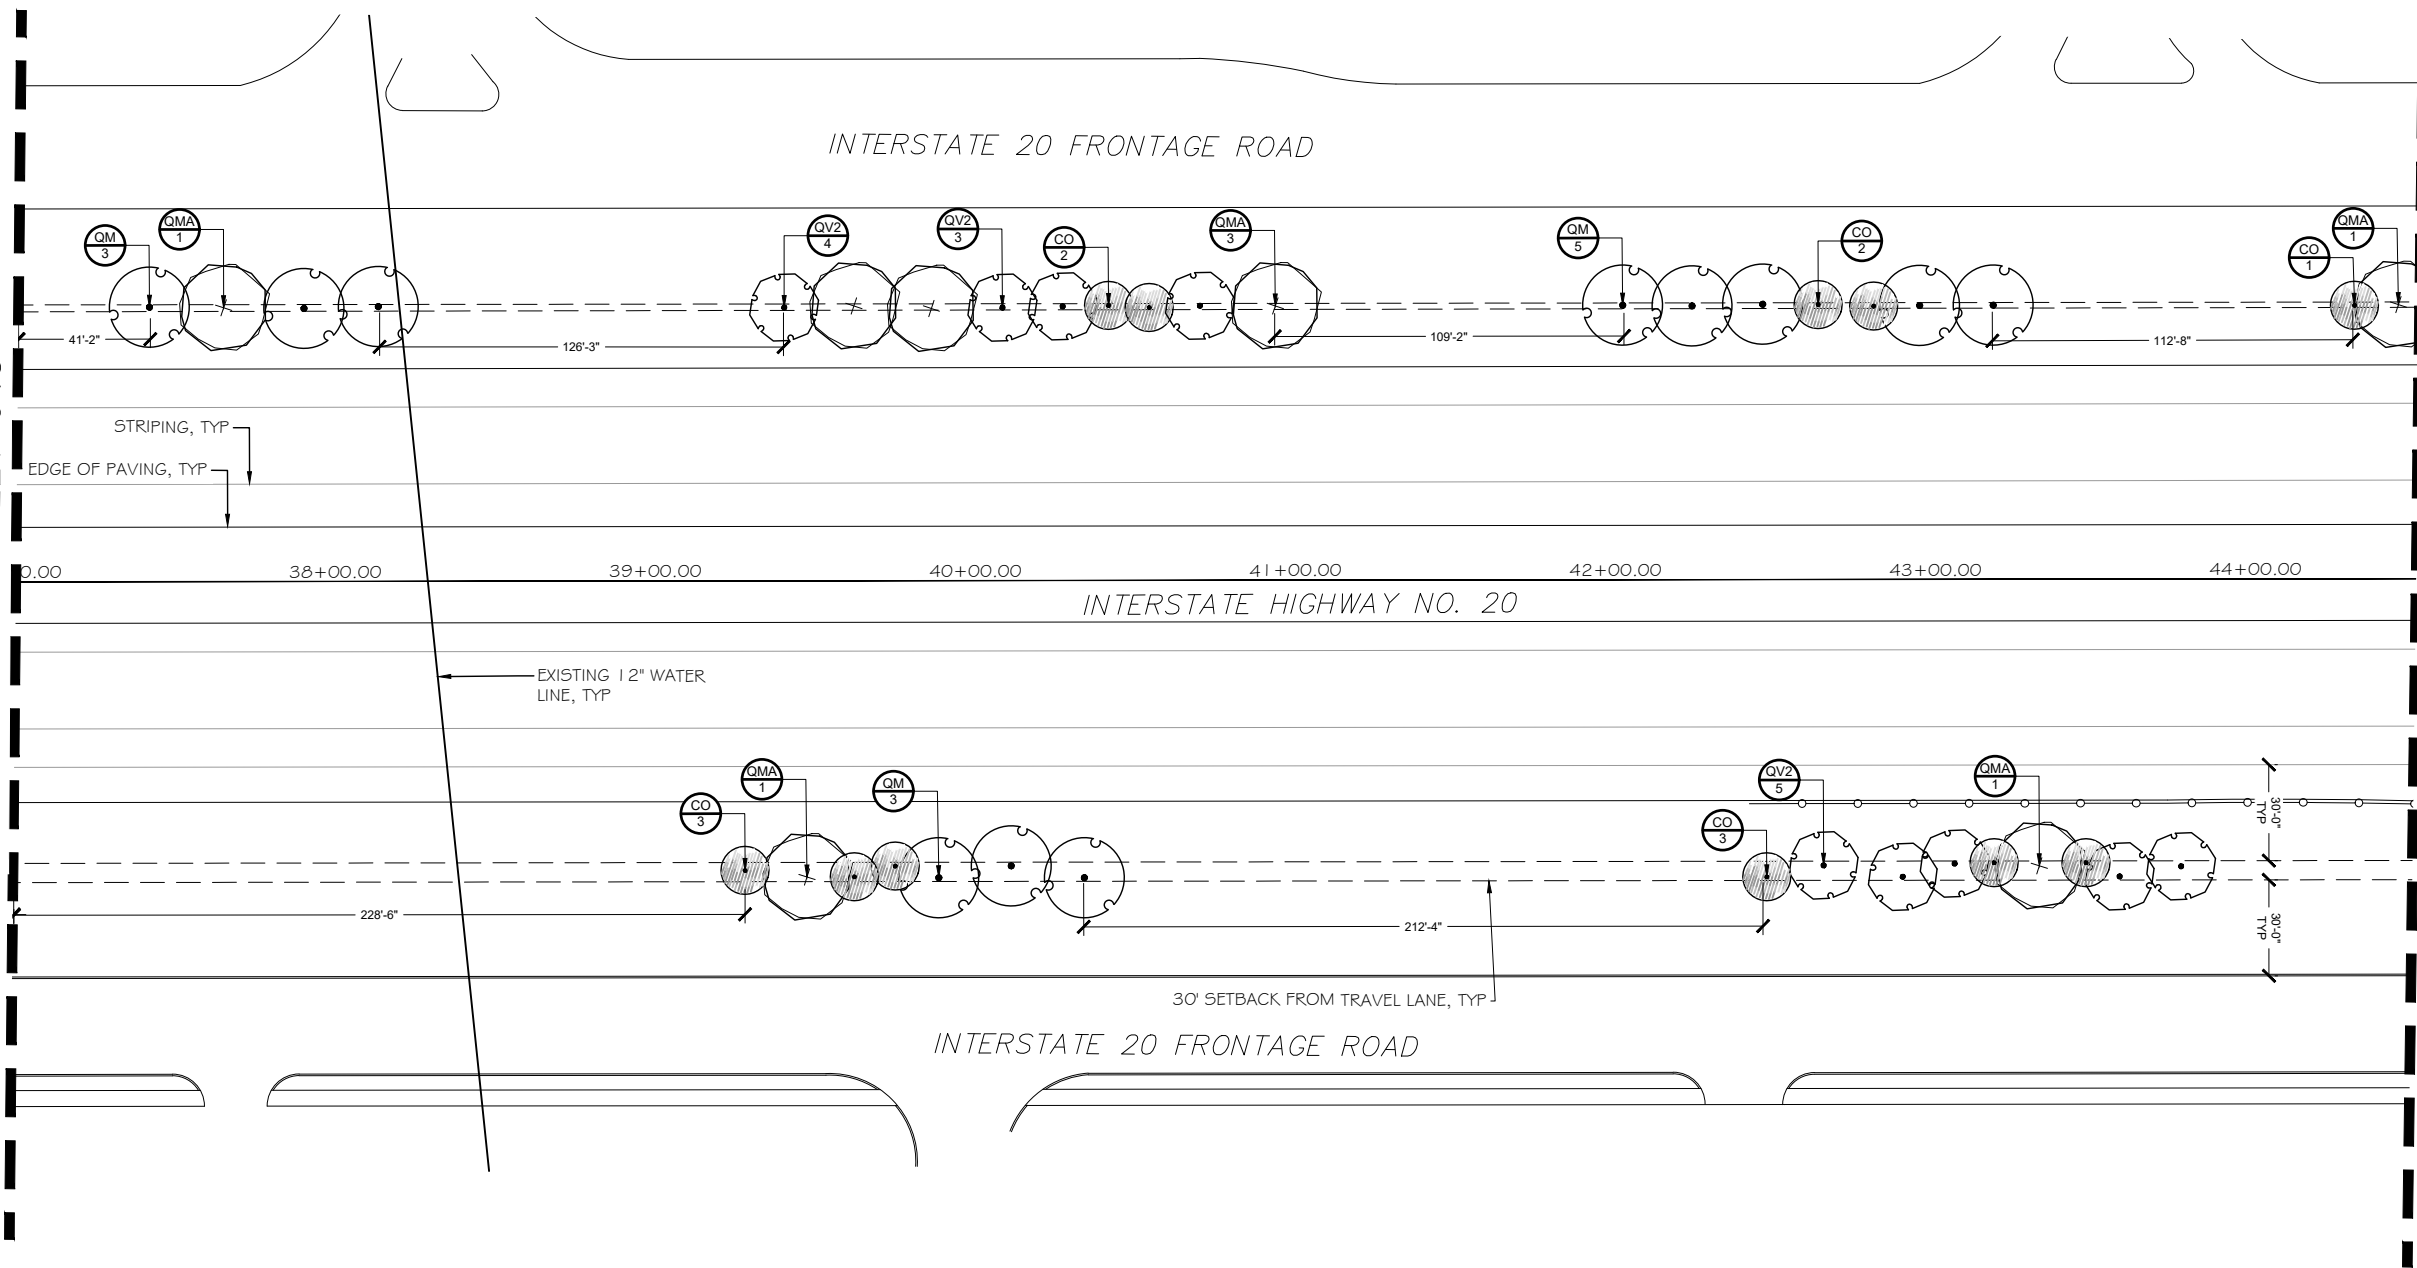 INTERSTATE 20 FRONTAGE ROAD
QM
3
QMA
1
QV2
4
QV2
3
CO
2
QMA
3
QM
5
CO
2
CO
1
QMA
1
41'-2"
126'-3"
109'-2"
112'-8"
STRIPING, TYP
EDGE OF PAVING, TYP
0.00
38+00.00
39+00.00
40+00.00
41+00.00
42+00.00
43+00.00
44+00.00
INTERSTATE HIGHWAY NO. 20
EXISTING 12" WATER
LINE, TYP
CO
3
QMA
1
QM
3
CO
3
QV2
5
QMA
1
30'-0"
TYP
228'-6"
212'-4"
30'-0"
TYP
30' SETBACK FROM TRAVEL LANE, TYP
INTERSTATE 20 FRONTAGE ROAD